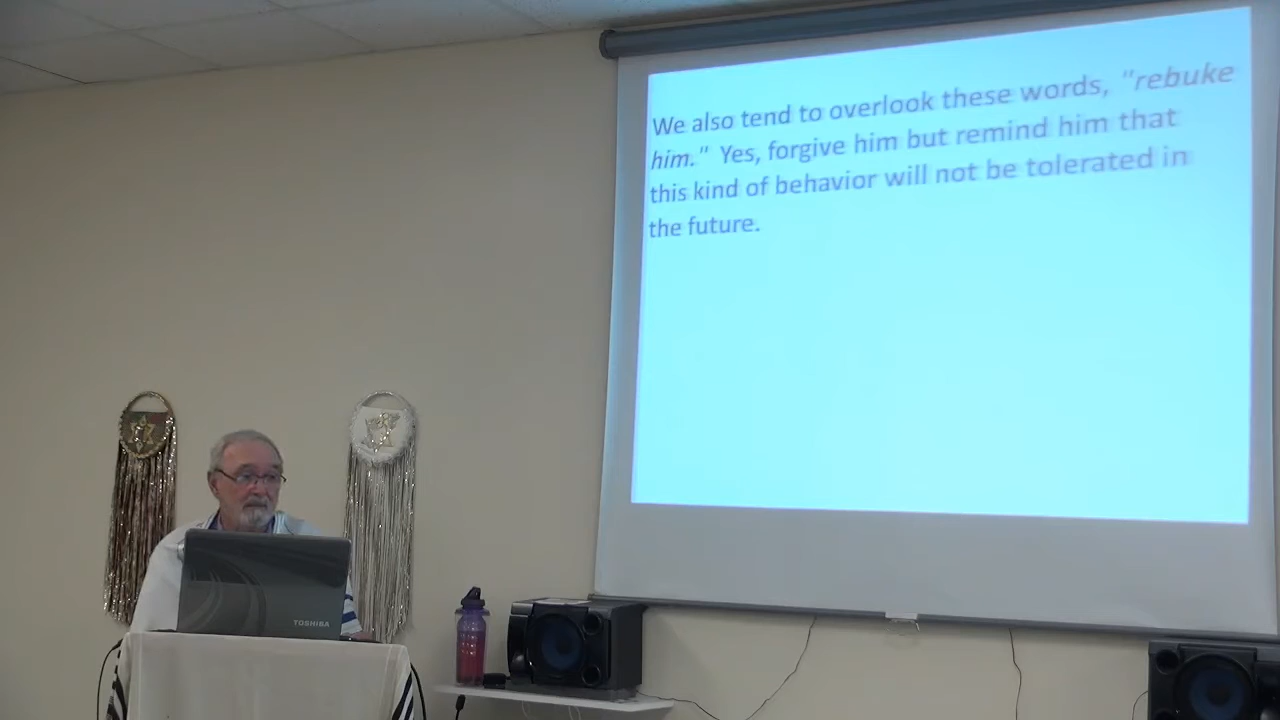 We also tend to overlook these words, "rebuke
him." Yes, forgive him but remind him that
this kind of behavior will not be tolerated in
the future.
TOSHIBA